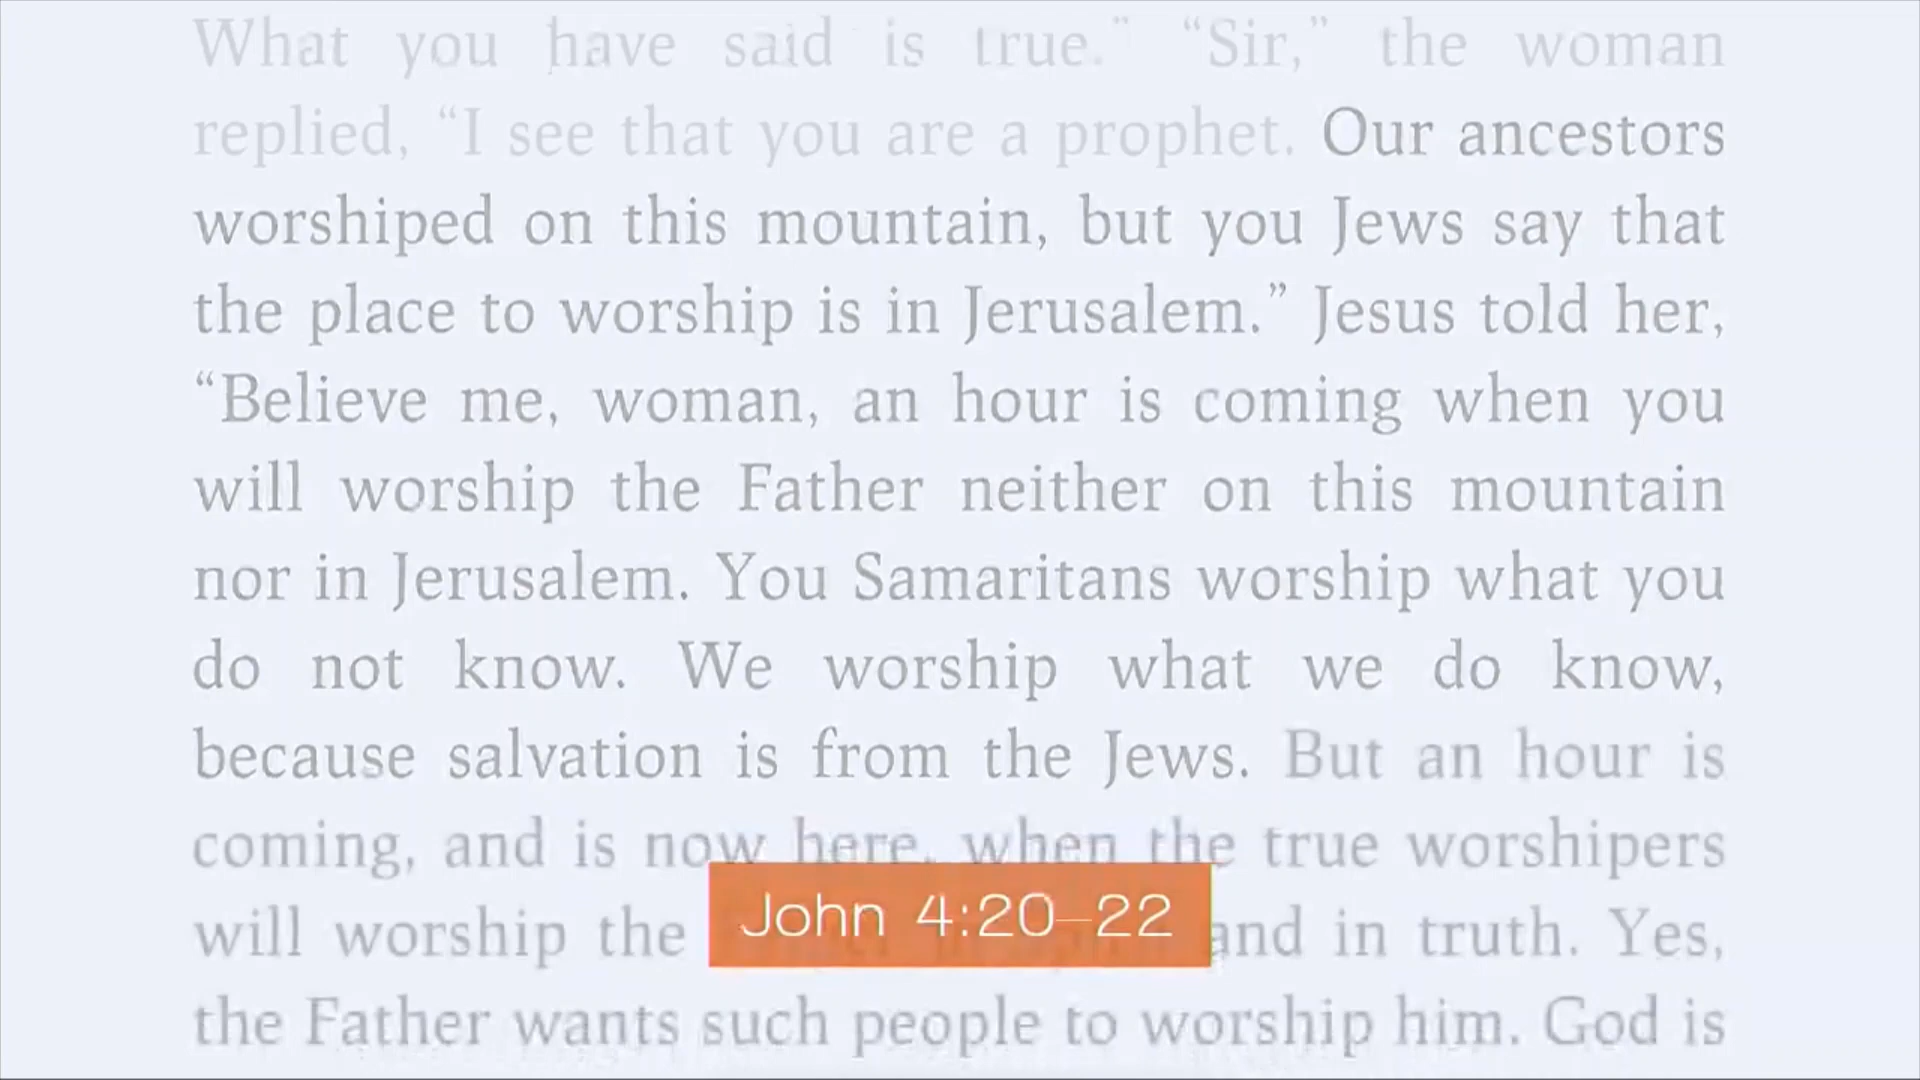 What you have said is true.” “Sir,” the woman
replied, “I see that you are a prophet. Our ancestors
worshiped on this mountain, but you Jews say that
the place to worship is in Jerusalem.” Jesus told her,
“Believe me, woman, an hour is coming when you
will worship the Father neither on this mountain
nor in Jerusalem. You Samaritans worship what you
do not know. We worship what we do know,
because salvation is from the Jews. But an hour is
coming, and is now here, when the true worshipers
will worship the and in truth. Yes,
John 4:20–22
the Father wants such people to worship him. God is